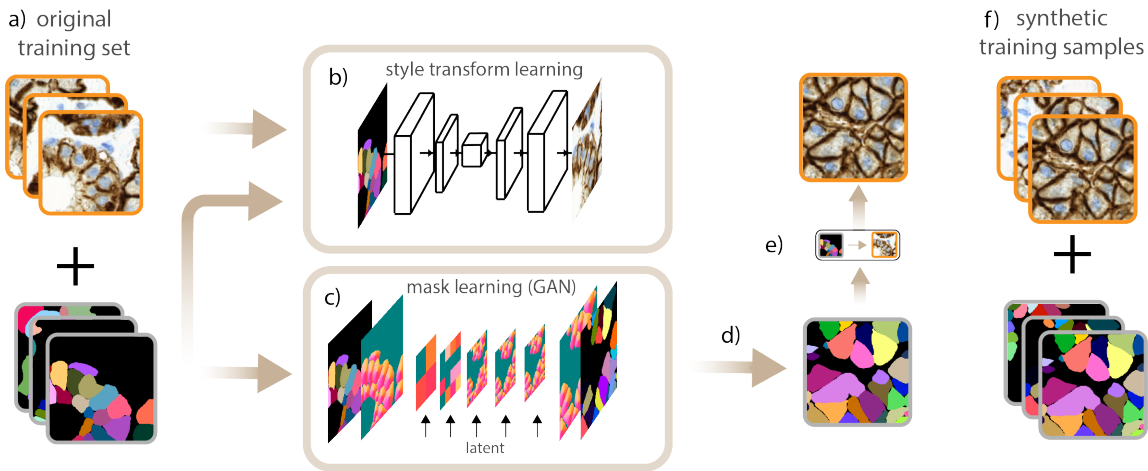 a) original
training set
b)
style transform learning
c)
mask learning (GAN)
latent
d)
e)
f) synthetic
training samples